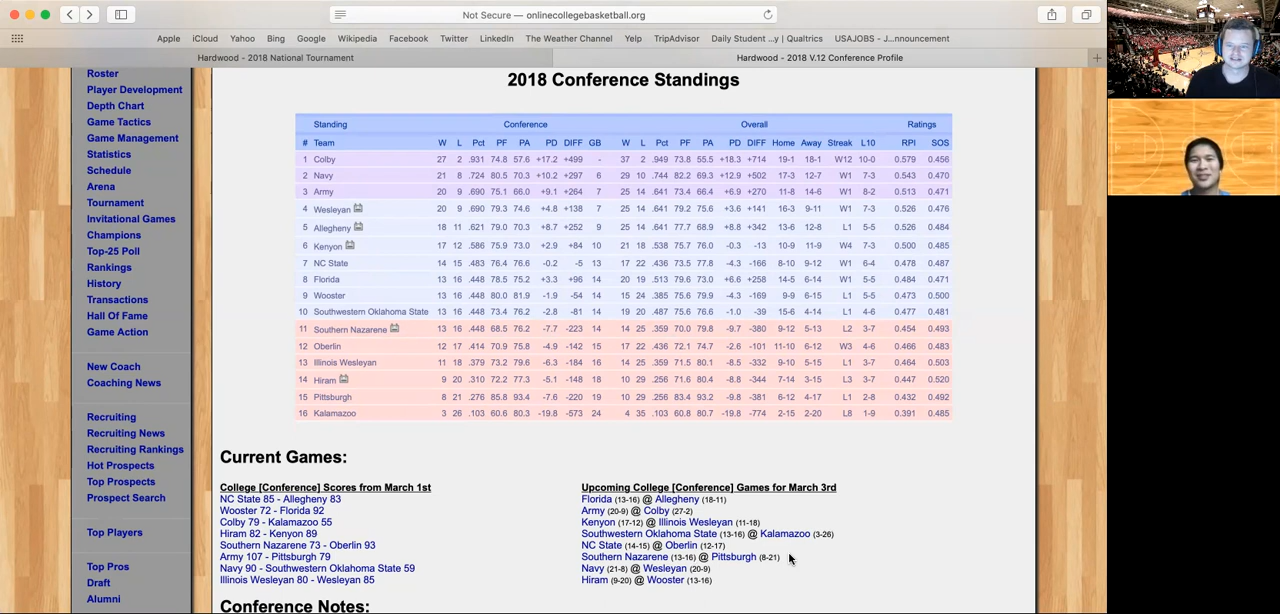 Not Secure — onlinecollegebasketball.org
Apple iCloud Yahoo Bing Google Wikipedia Facebook Twitter LinkedIn The Weather Channel Yelp TripAdvisor Daily Student ...y | Qualtrics USAJOBS - J...nnouncement
Hardwood - 2018 National Tournament Hardwood - 2018 V.12 Conference Profile
Roster
Player Development
Depth Chart
Game Tactics
Game Management
Statistics
Schedule
Arena
Tournament
Invitational Games
Champions
Top-25 Poll
Rankings
History
Transactions
Hall Of Fame
Game Action
New Coach
Coaching News
Recruiting
Recruiting News
Recruiting Rankings
Hot Prospects
Top Prospects
Prospect Search
Top Players
Top Pros
Draft
Alumni
2018 Conference Standings
Standing Conference Overall Ratings
# Team W L Pct PF PA PD DIFF GB W L Pct PF PA PD DIFF Home Away Streak L10 RPI SOS
1 Colby 27 2 .931 74.8 57.6 +17.2 +499 - 37 2 .949 73.8 55.5 +18.3 +714 19-1 18-1 W12 10-0 0.579 0.456
2 Navy 21 8 .724 80.5 70.3 +10.2 +297 6 29 10 .744 82.2 69.3 +12.9 +502 17-3 12-7 W1 7-3 0.543 0.470
3 Army 20 9 .690 75.1 66.0 +9.1 +264 7 25 14 .641 73.4 66.4 +6.9 +270 11-8 14-6 W1 8-2 0.513 0.471
4 Wesleyan 20 9 .690 79.3 74.6 +4.8 +138 7 25 14 .641 79.2 75.6 +3.6 +141 16-3 9-11 W1 7-3 0.526 0.476
5 Allegheny 18 11 .621 79.0 70.3 +8.7 +252 9 25 14 .641 77.7 68.9 +8.8 +342 13-6 12-8 L1 5-5 0.526 0.484
6 Kenyon 17 12 .586 75.9 73.0 +2.9 +84 10 21 18 .538 75.7 76.0 -0.3 -13 10-9 11-9 W4 7-3 0.500 0.485
7 NC State 14 15 .483 76.4 76.6 -0.2 -5 13 17 22 .436 73.5 77.8 -4.3 -166 8-10 9-12 W1 6-4 0.478 0.487
8 Florida 13 16 .448 78.5 75.2 +3.3 +96 14 20 19 .513 79.6 73.0 +6.6 +258 14-5 6-14 W1 5-5 0.484 0.471
9 Wooster 13 16 .448 80.0 81.9 -1.9 -54 14 15 24 .385 75.6 79.9 -4.3 -169 9-9 6-15 L1 5-5 0.473 0.500
10 Southwestern Oklahoma State 13 16 .448 73.4 76.2 -2.8 -81 14 19 20 .487 75.6 76.6 -1.0 -39 15-6 4-14 L1 4-6 0.477 0.481
11 Southern Nazarene 13 16 .448 68.5 76.2 -7.7 -223 14 14 25 .359 70.0 79.8 -9.7 -380 9-12 5-13 L2 3-7 0.454 0.493
12 Oberlin 12 17 .414 70.9 75.8 -4.9 -142 15 17 22 .436 72.1 74.7 -2.6 -101 11-10 6-12 W3 4-6 0.466 0.483
13 Illinois Wesleyan 11 18 .379 73.2 79.6 -6.3 -184 16 14 25 .359 71.5 80.1 -8.5 -332 9-10 5-15 L1 3-7 0.464 0.503
14 Hiram 9 20 .310 72.2 77.3 -5.1 -148 18 10 29 .256 71.6 80.4 -8.8 -344 7-14 3-15 L3 3-7 0.447 0.520
15 Pittsburgh 8 21 .276 85.8 93.4 -7.6 -220 19 10 29 .256 83.4 93.2 -9.8 -381 6-12 4-17 L1 2-8 0.432 0.492
16 Kalamazoo 3 26 .103 60.6 80.3 -19.8 -573 24 4 35 .103 60.8 80.7 -19.8 -774 2-15 2-20 L8 1-9 0.391 0.485
Current Games:
College [Conference] Scores from March 1st
NC State 85 - Allegheny 83
Wooster 72 - Florida 92
Colby 79 - Kalamazoo 55
Hiram 82 - Kenyon 89
Southern Nazarene 73 - Oberlin 93
Army 107 - Pittsburgh 79
Navy 90 - Southwestern Oklahoma State 59
Illinois Wesleyan 80 - Wesleyan 85
Upcoming College [Conference] Games for March 3rd
Florida (13-16) @ Allegheny (18-11)
Army (20-9) @ Colby (27-2)
Kenyon (17-12) @ Illinois Wesleyan (11-18)
Southwestern Oklahoma State (13-16) @ Kalamazoo (3-26)
NC State (14-15) @ Oberlin (12-17)
Southern Nazarene (13-16) @ Pittsburgh (8-21)
Navy (21-8) @ Wesleyan (20-9)
Hiram (9-20) @ Wooster (13-16)
Conference Notes: